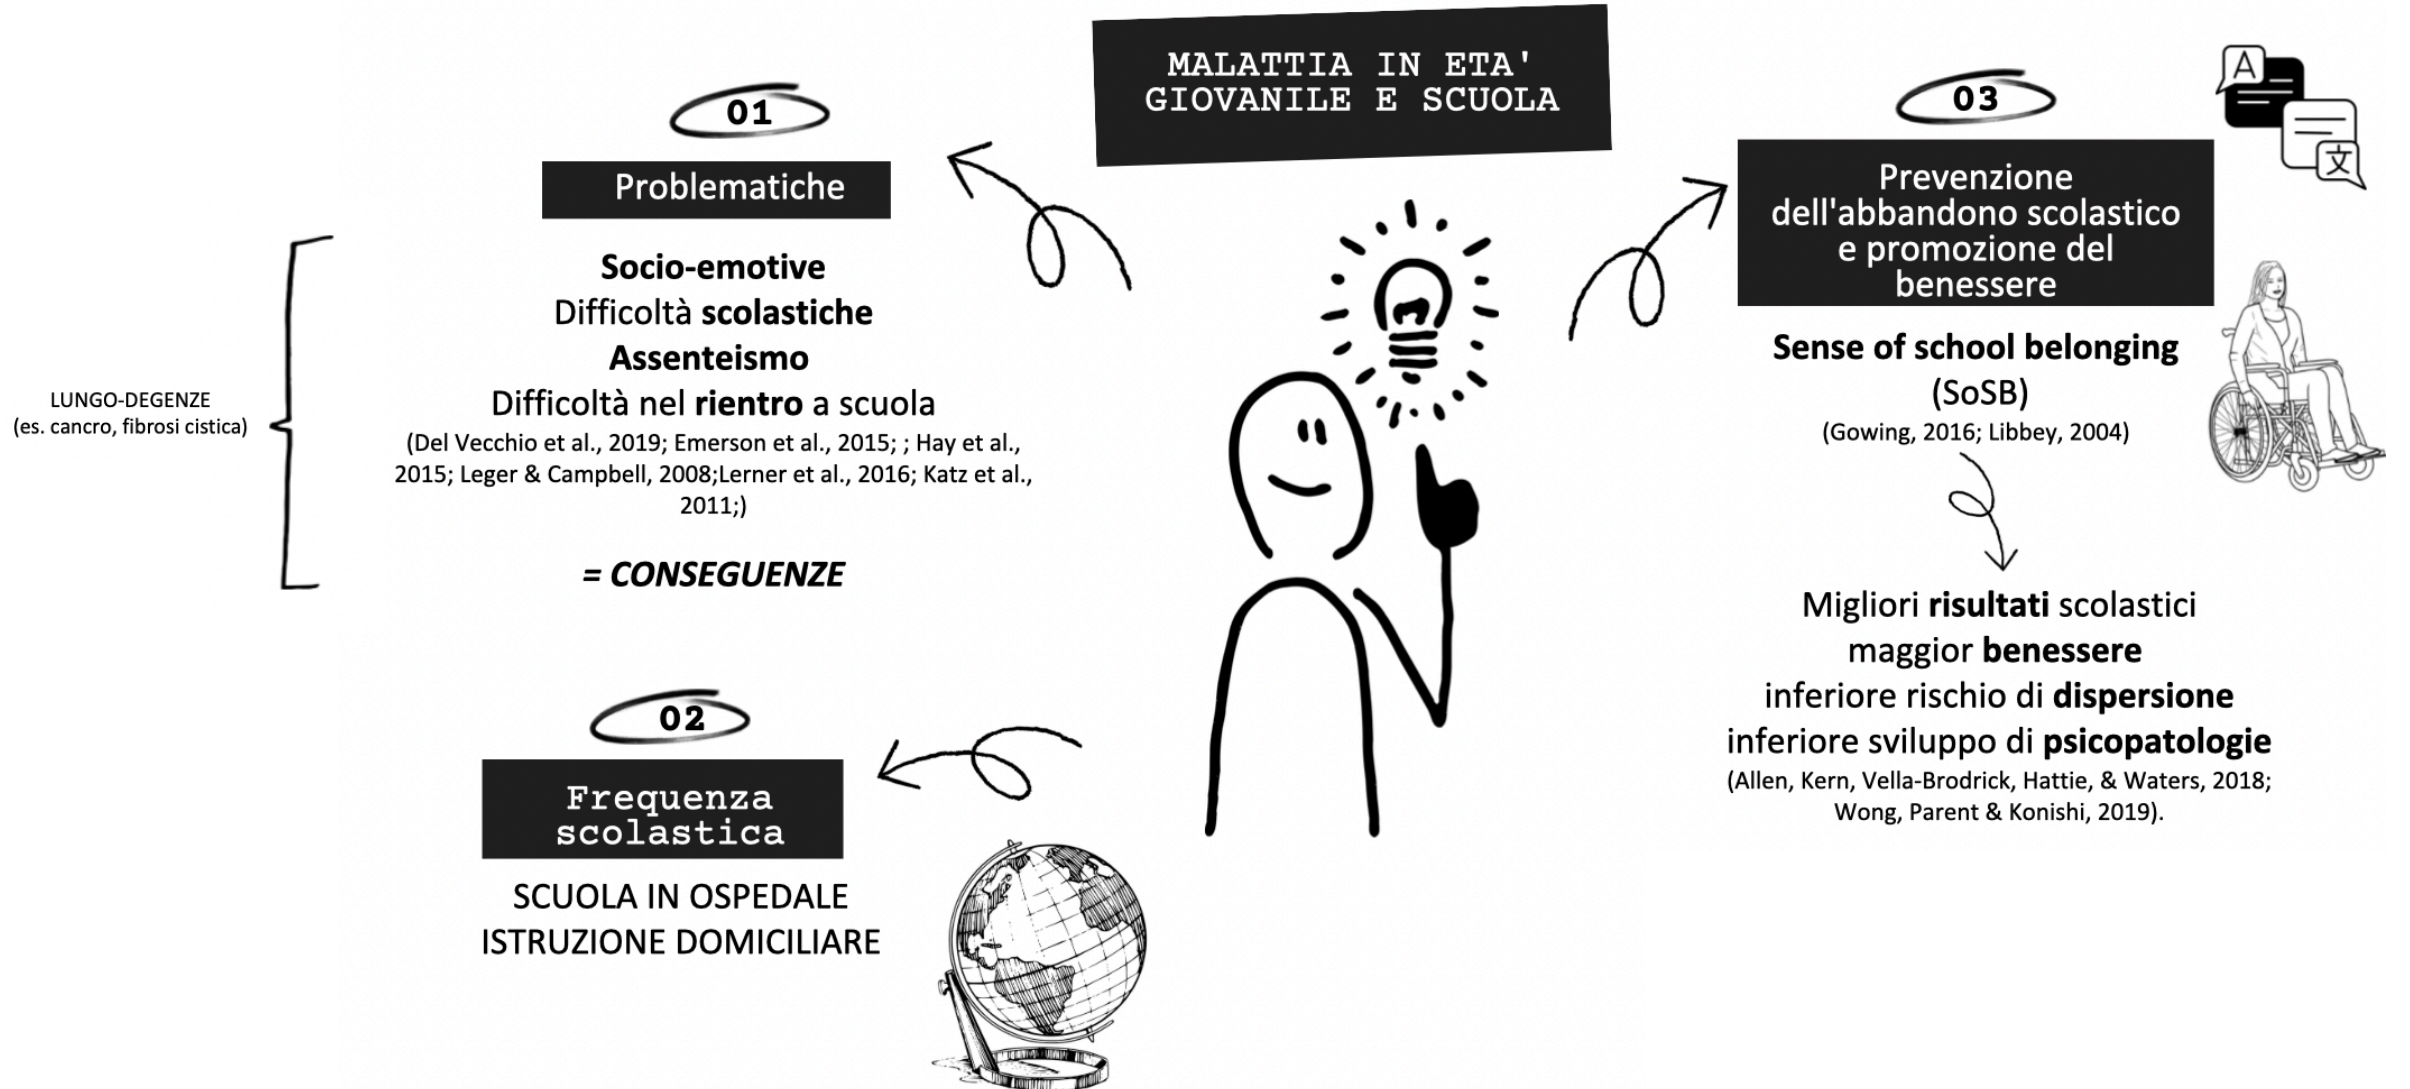 MALATTIA IN ETA'
GIOVANILE E SCUOLA
01
Problematiche
Socio-emotive
Difficoltà scolastiche
Assenteismo
Difficoltà nel rientro a scuola
(Del Vecchio et al., 2019; Emerson et al., 2015; ; Hay et al.,
2015; Leger & Campbell, 2008;Lerner et al., 2016; Katz et al.,
2011;)
= CONSEGUENZE
LUNGO-DEGENZE
(es. cancro, fibrosi cistica)
02
Frequenza
scolastica
SCUOLA IN OSPEDALE
ISTRUZIONE DOMICILIARE
03
Prevenzione
dell'abbandono scolastico
e promozione del
benessere
Sense of school belonging
(SoSB)
(Gowing, 2016; Libbey, 2004)
Migliori risultati scolastici
maggior benessere
inferiore rischio di dispersione
inferiore sviluppo di psicopatologie
(Allen, Kern, Vella-Brodrick, Hattie, & Waters, 2018;
Wong, Parent & Konishi, 2019).
A
文